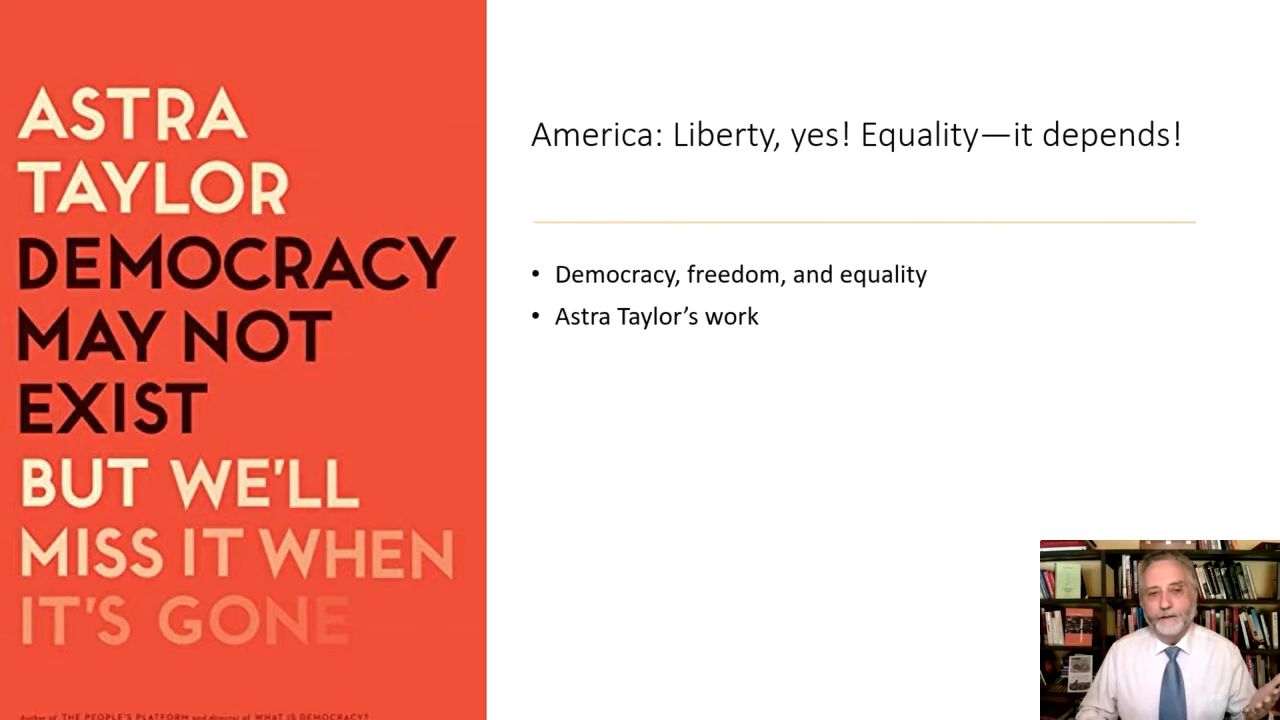 ASTRA
TAYLOR
DEMOCRACY
MAY NOT
EXIST
BUT WE'LL
MISS IT WHEN
IT'S GONE
Author of THE PEOPLE'S PLATFORM and director of WHAT IS DEMOCRACY?
America: Liberty, yes! Equality—it depends!
• Democracy, freedom, and equality
• Astra Taylor’s work